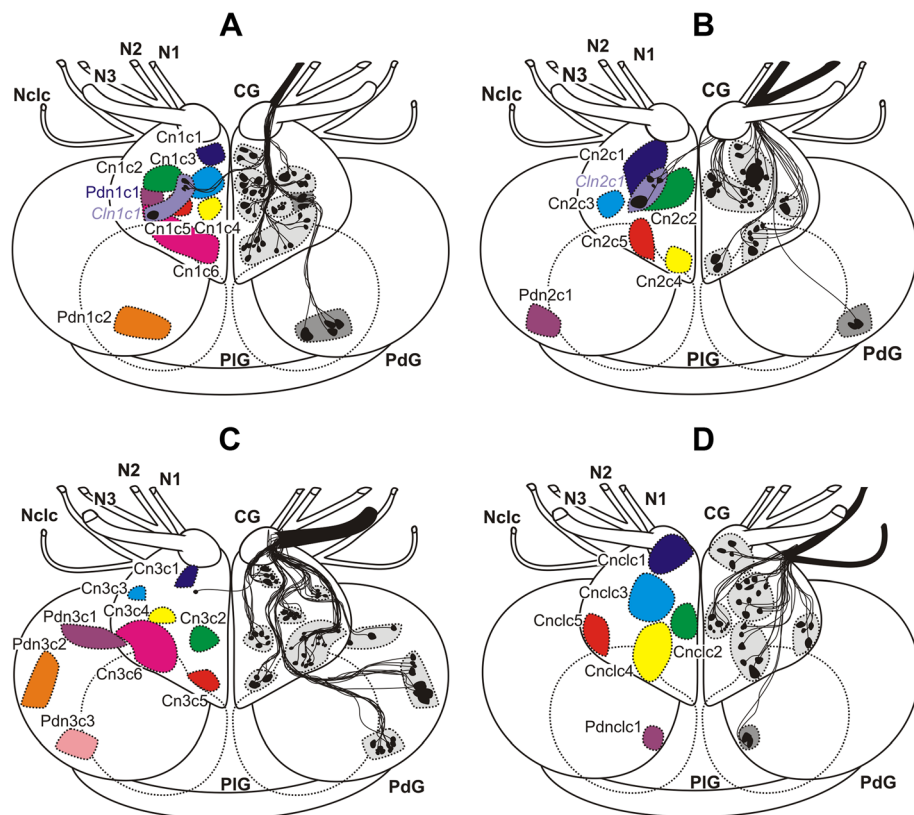 A
B
N2
N1
N3
CG
Nclc
Cn1c1
Cn1c3
Cn1c2
Pdn1c1
Cln1c1
Cn1c5
Cn1c4
Cn1c6
Pdn1c2
PlG
PdG
N2
N1
N3
CG
Nclc
Cn2c1
Cln2c1
Cn2c3
Cn2c2
Cn2c5
Cn2c4
Pdn2c1
PlG
PdG
C
D
N2
N1
N3
CG
Nclc
Cn3c1
Cn3c3
Cn3c4
Pdn3c1
Cn3c2
Pdn3c2
Cn3c6
Cn3c5
Pdn3c3
PlG
PdG
N2
N1
N3
CG
Nclc
Cnclc1
Cnclc3
Cnclc5
Cnclc2
Cnclc4
Pdnclc1
PlG
PdG